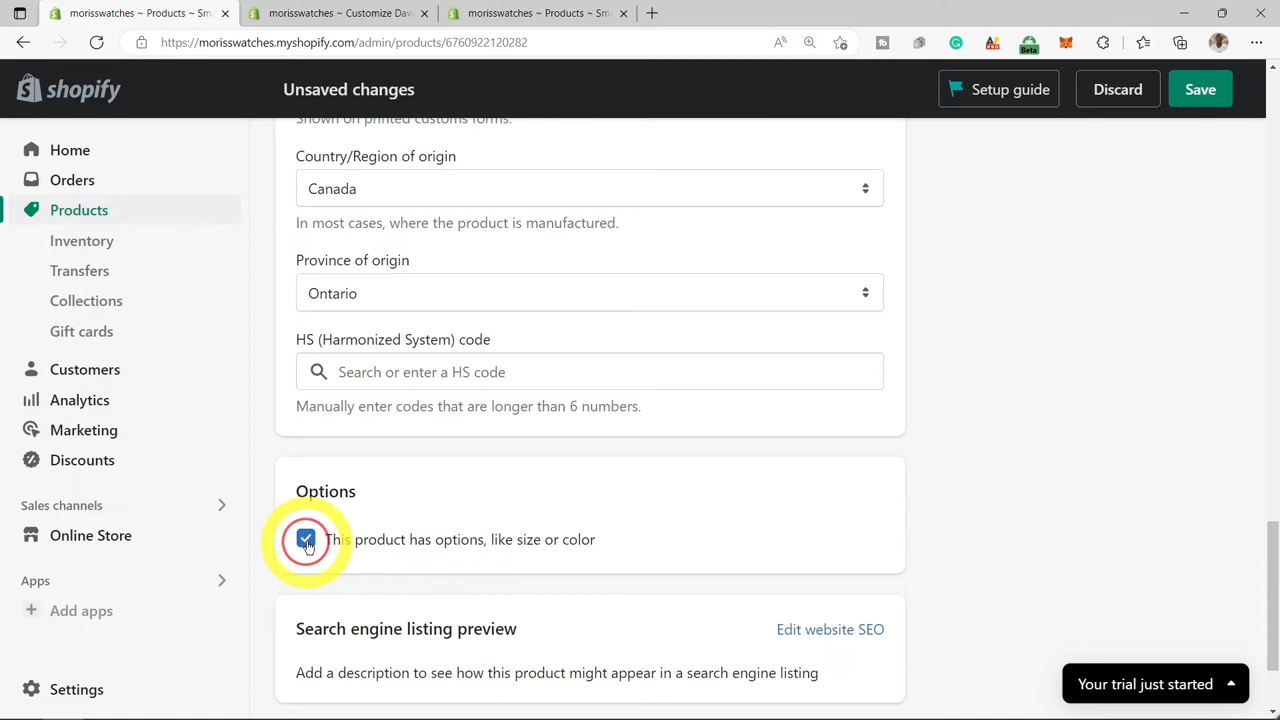 morisswatches ~ Products ~ Sm
morisswatches ~ Customize Daw
morisswatches ~ Products ~ Sm
https://morisswatches.myshopify.com/admin/products/6760922120282
Beta
shopify
Unsaved changes
Setup guide
Discard
Save
Home
Orders
Products
Inventory
Transfers
Collections
Gift cards
Customers
Analytics
Marketing
Discounts
Sales channels
Online Store
Apps
Add apps
Settings
Shown on printed customs forms.
Country/Region of origin
Canada
In most cases, where the product is manufactured.
Province of origin
Ontario
HS (Harmonized System) code
Search or enter a HS code
Manually enter codes that are longer than 6 numbers.
Options
This product has options, like size or color
Search engine listing preview
Edit website SEO
Add a description to see how this product might appear in a search engine listing
Your trial just started